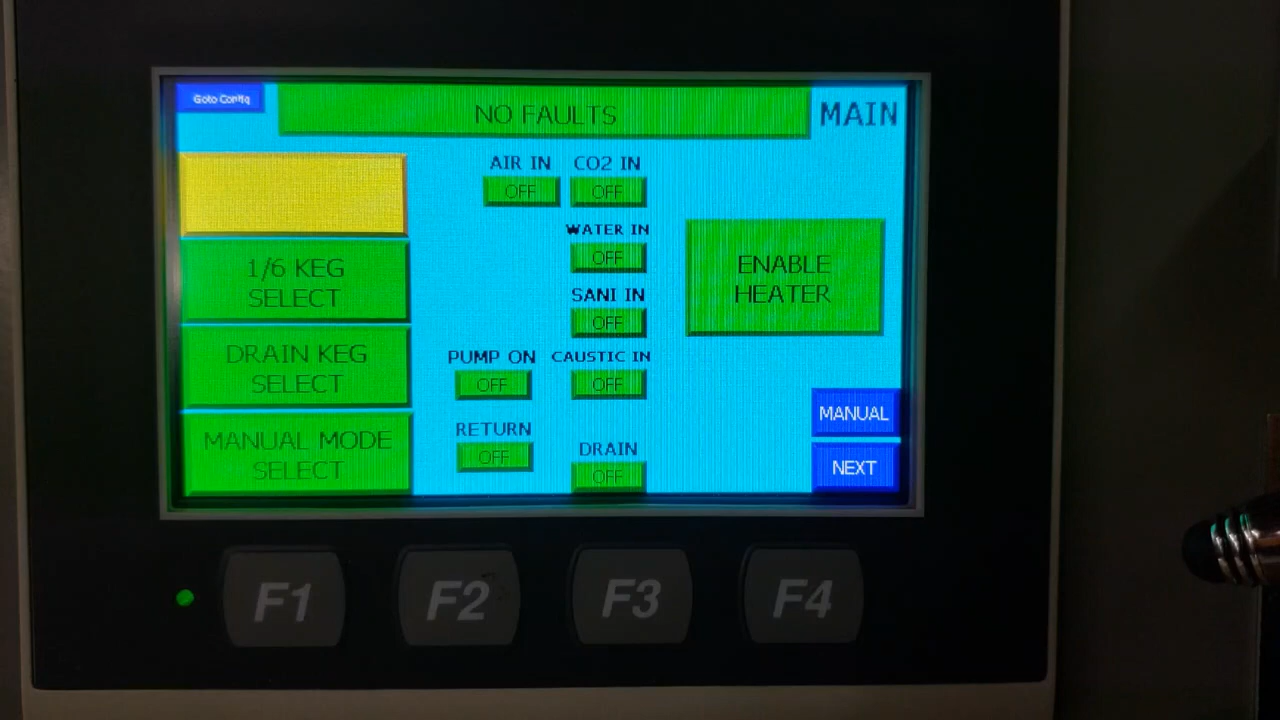 Goto Config
NO FAULTS
MAIN
AIR IN
CO2 IN
OFF
OFF
WATER IN
OFF
1/6 KEG
SELECT
ENABLE
HEATER
SANI IN
OFF
DRAIN KEG
SELECT
PUMP ON
CAUSTIC IN
OFF
OFF
MANUAL MODE
SELECT
RETURN
OFF
DRAIN
OFF
MANUAL
NEXT
F1
F2
F3
F4